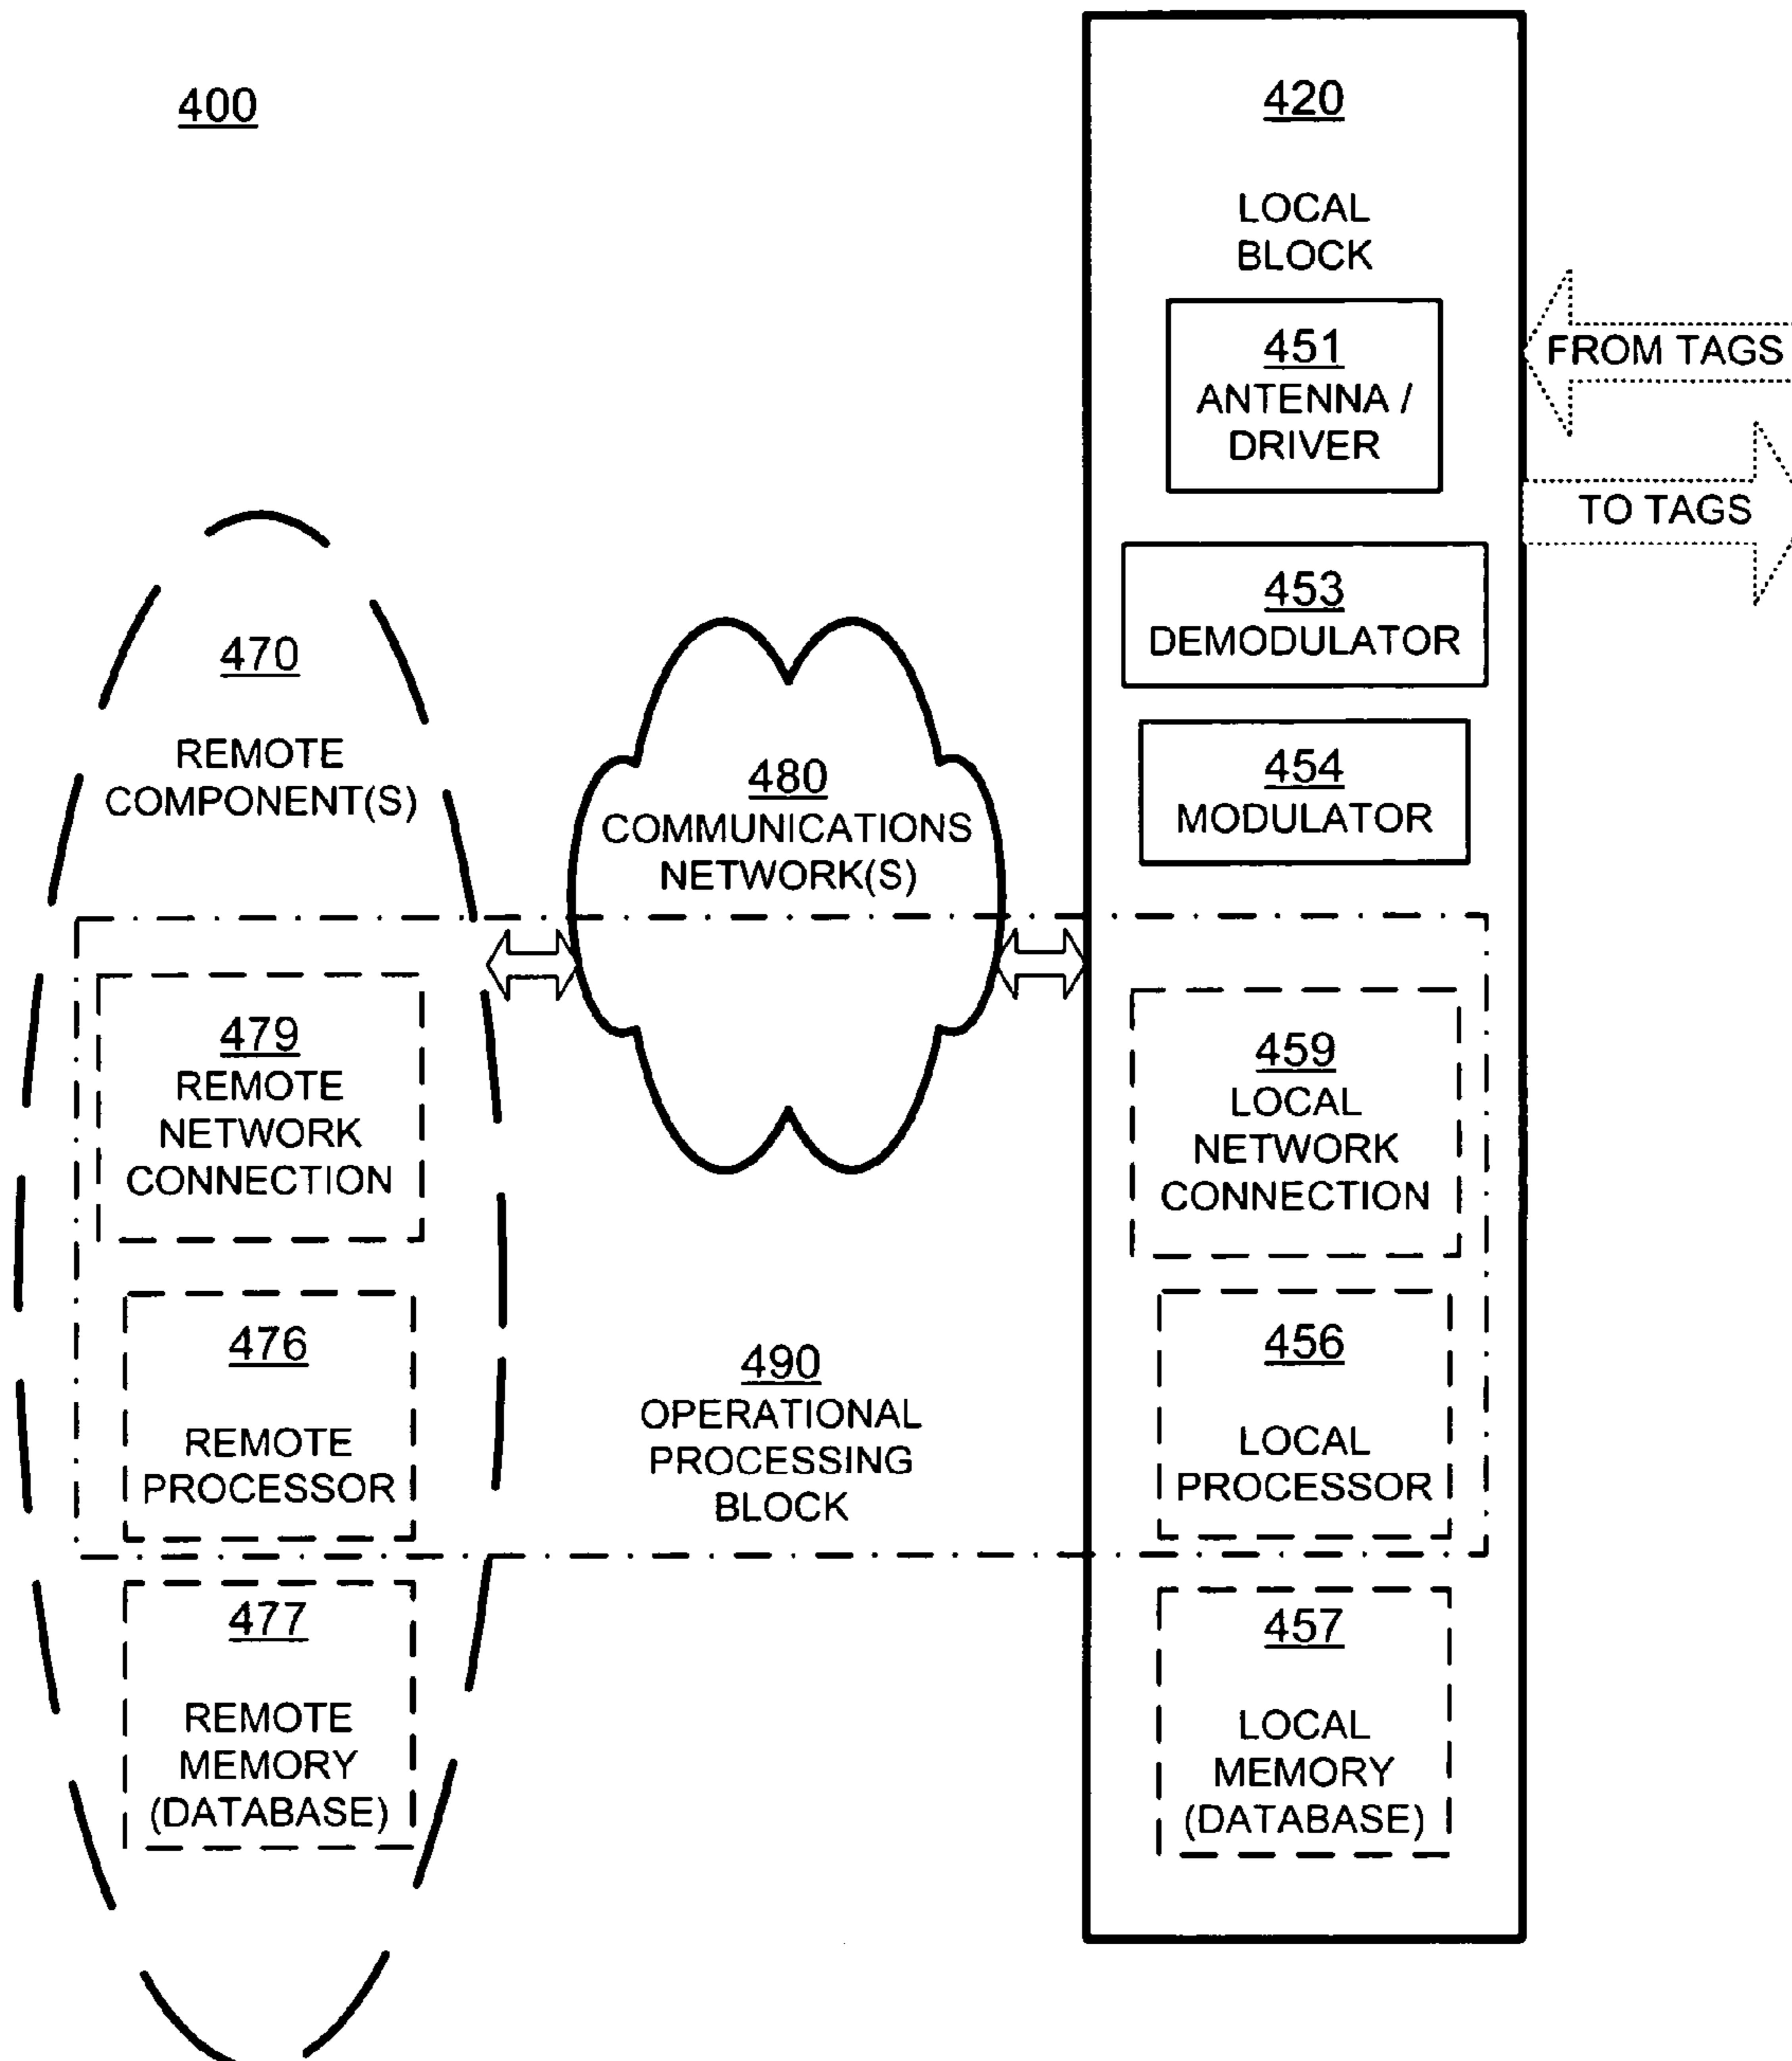 400
420
LOCAL
BLOCK
451
ANTENNA /
DRIVER
FROM TAGS
TO TAGS
453
DEMODULATOR
454
MODULATOR
470
REMOTE
COMPONENT(S)
480
COMMUNICATIONS
NETWORK(S)
479
REMOTE
NETWORK
CONNECTION
459
LOCAL
NETWORK
CONNECTION
476
REMOTE
PROCESSOR
490
OPERATIONAL
PROCESSING
BLOCK
456
LOCAL
PROCESSOR
477
REMOTE
MEMORY
(DATABASE)
457
LOCAL
MEMORY
(DATABASE)